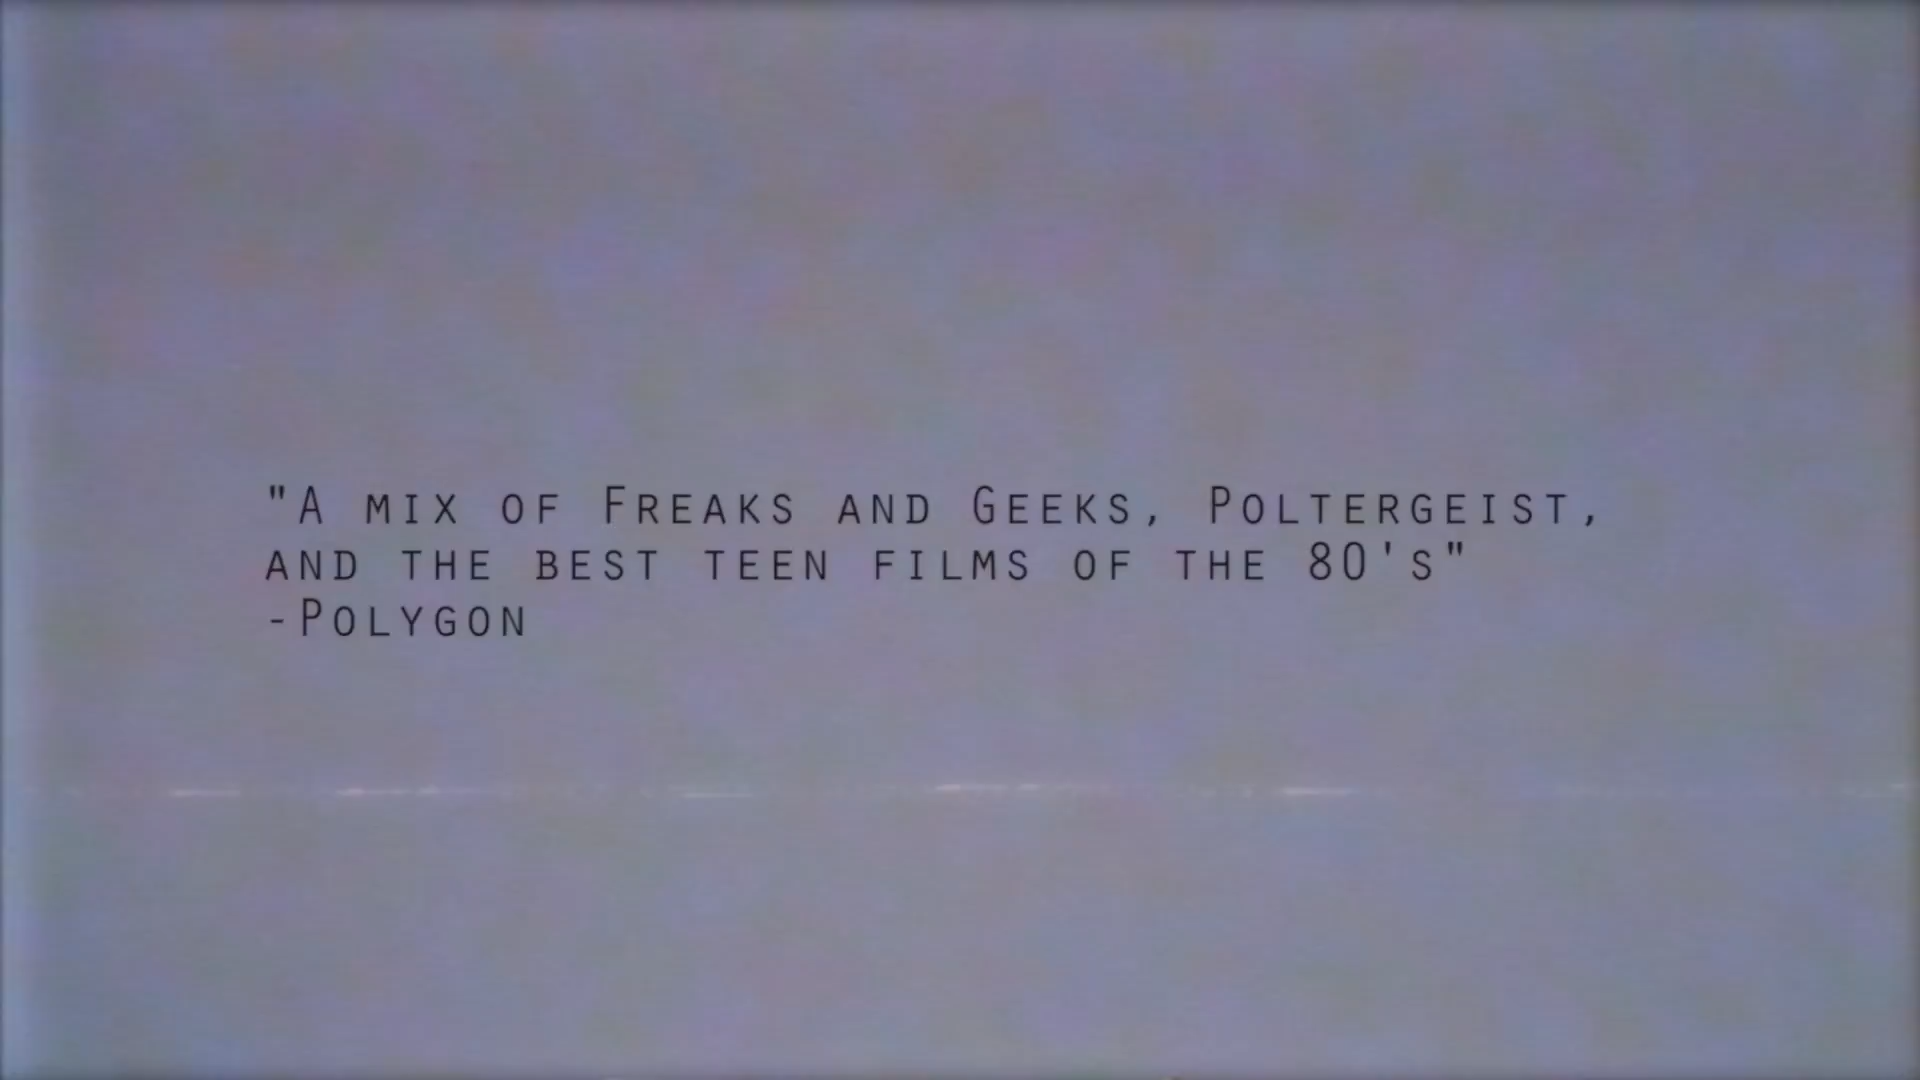 "A mix of Freaks and Geeks, Poltergeist,
and the best teen films of the 80's"
-Polygon